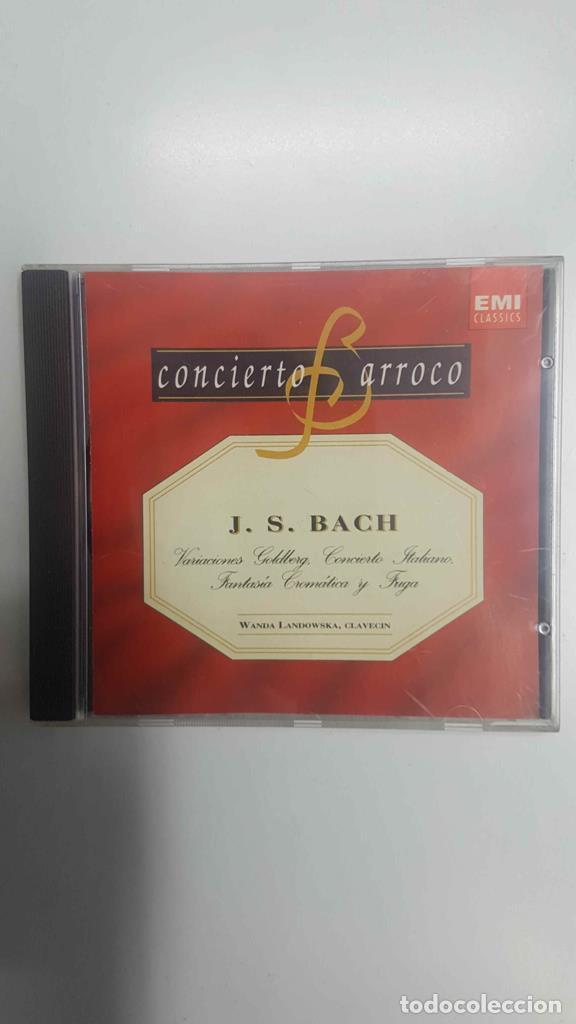 EMI
CLASSICS
concierto Barroco
J. S. BACH
Variaciones Goldberg, Concierto Italiano,
Fantasía Cromática y Fuga
WANDA LANDOWSKA, CLAVECIN
todocoleccion